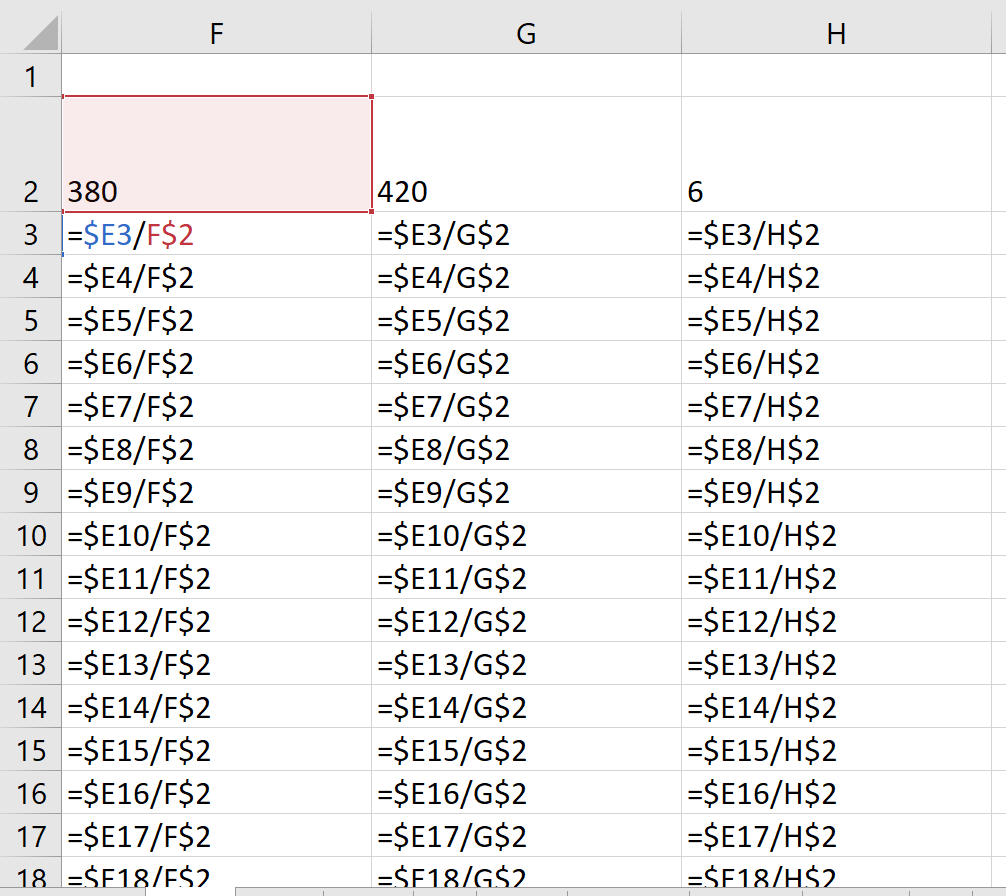 F G H
1
2 380 420 6
3 =$E3/F$2 =$E3/G$2 =$E3/H$2
4 =$E4/F$2 =$E4/G$2 =$E4/H$2
5 =$E5/F$2 =$E5/G$2 =$E5/H$2
6 =$E6/F$2 =$E6/G$2 =$E6/H$2
7 =$E7/F$2 =$E7/G$2 =$E7/H$2
8 =$E8/F$2 =$E8/G$2 =$E8/H$2
9 =$E9/F$2 =$E9/G$2 =$E9/H$2
10 =$E10/F$2 =$E10/G$2 =$E10/H$2
11 =$E11/F$2 =$E11/G$2 =$E11/H$2
12 =$E12/F$2 =$E12/G$2 =$E12/H$2
13 =$E13/F$2 =$E13/G$2 =$E13/H$2
14 =$E14/F$2 =$E14/G$2 =$E14/H$2
15 =$E15/F$2 =$E15/G$2 =$E15/H$2
16 =$E16/F$2 =$E16/G$2 =$E16/H$2
17 =$E17/F$2 =$E17/G$2 =$E17/H$2
18 =$E18/F$2 =$E18/G$2 =$E18/H$2